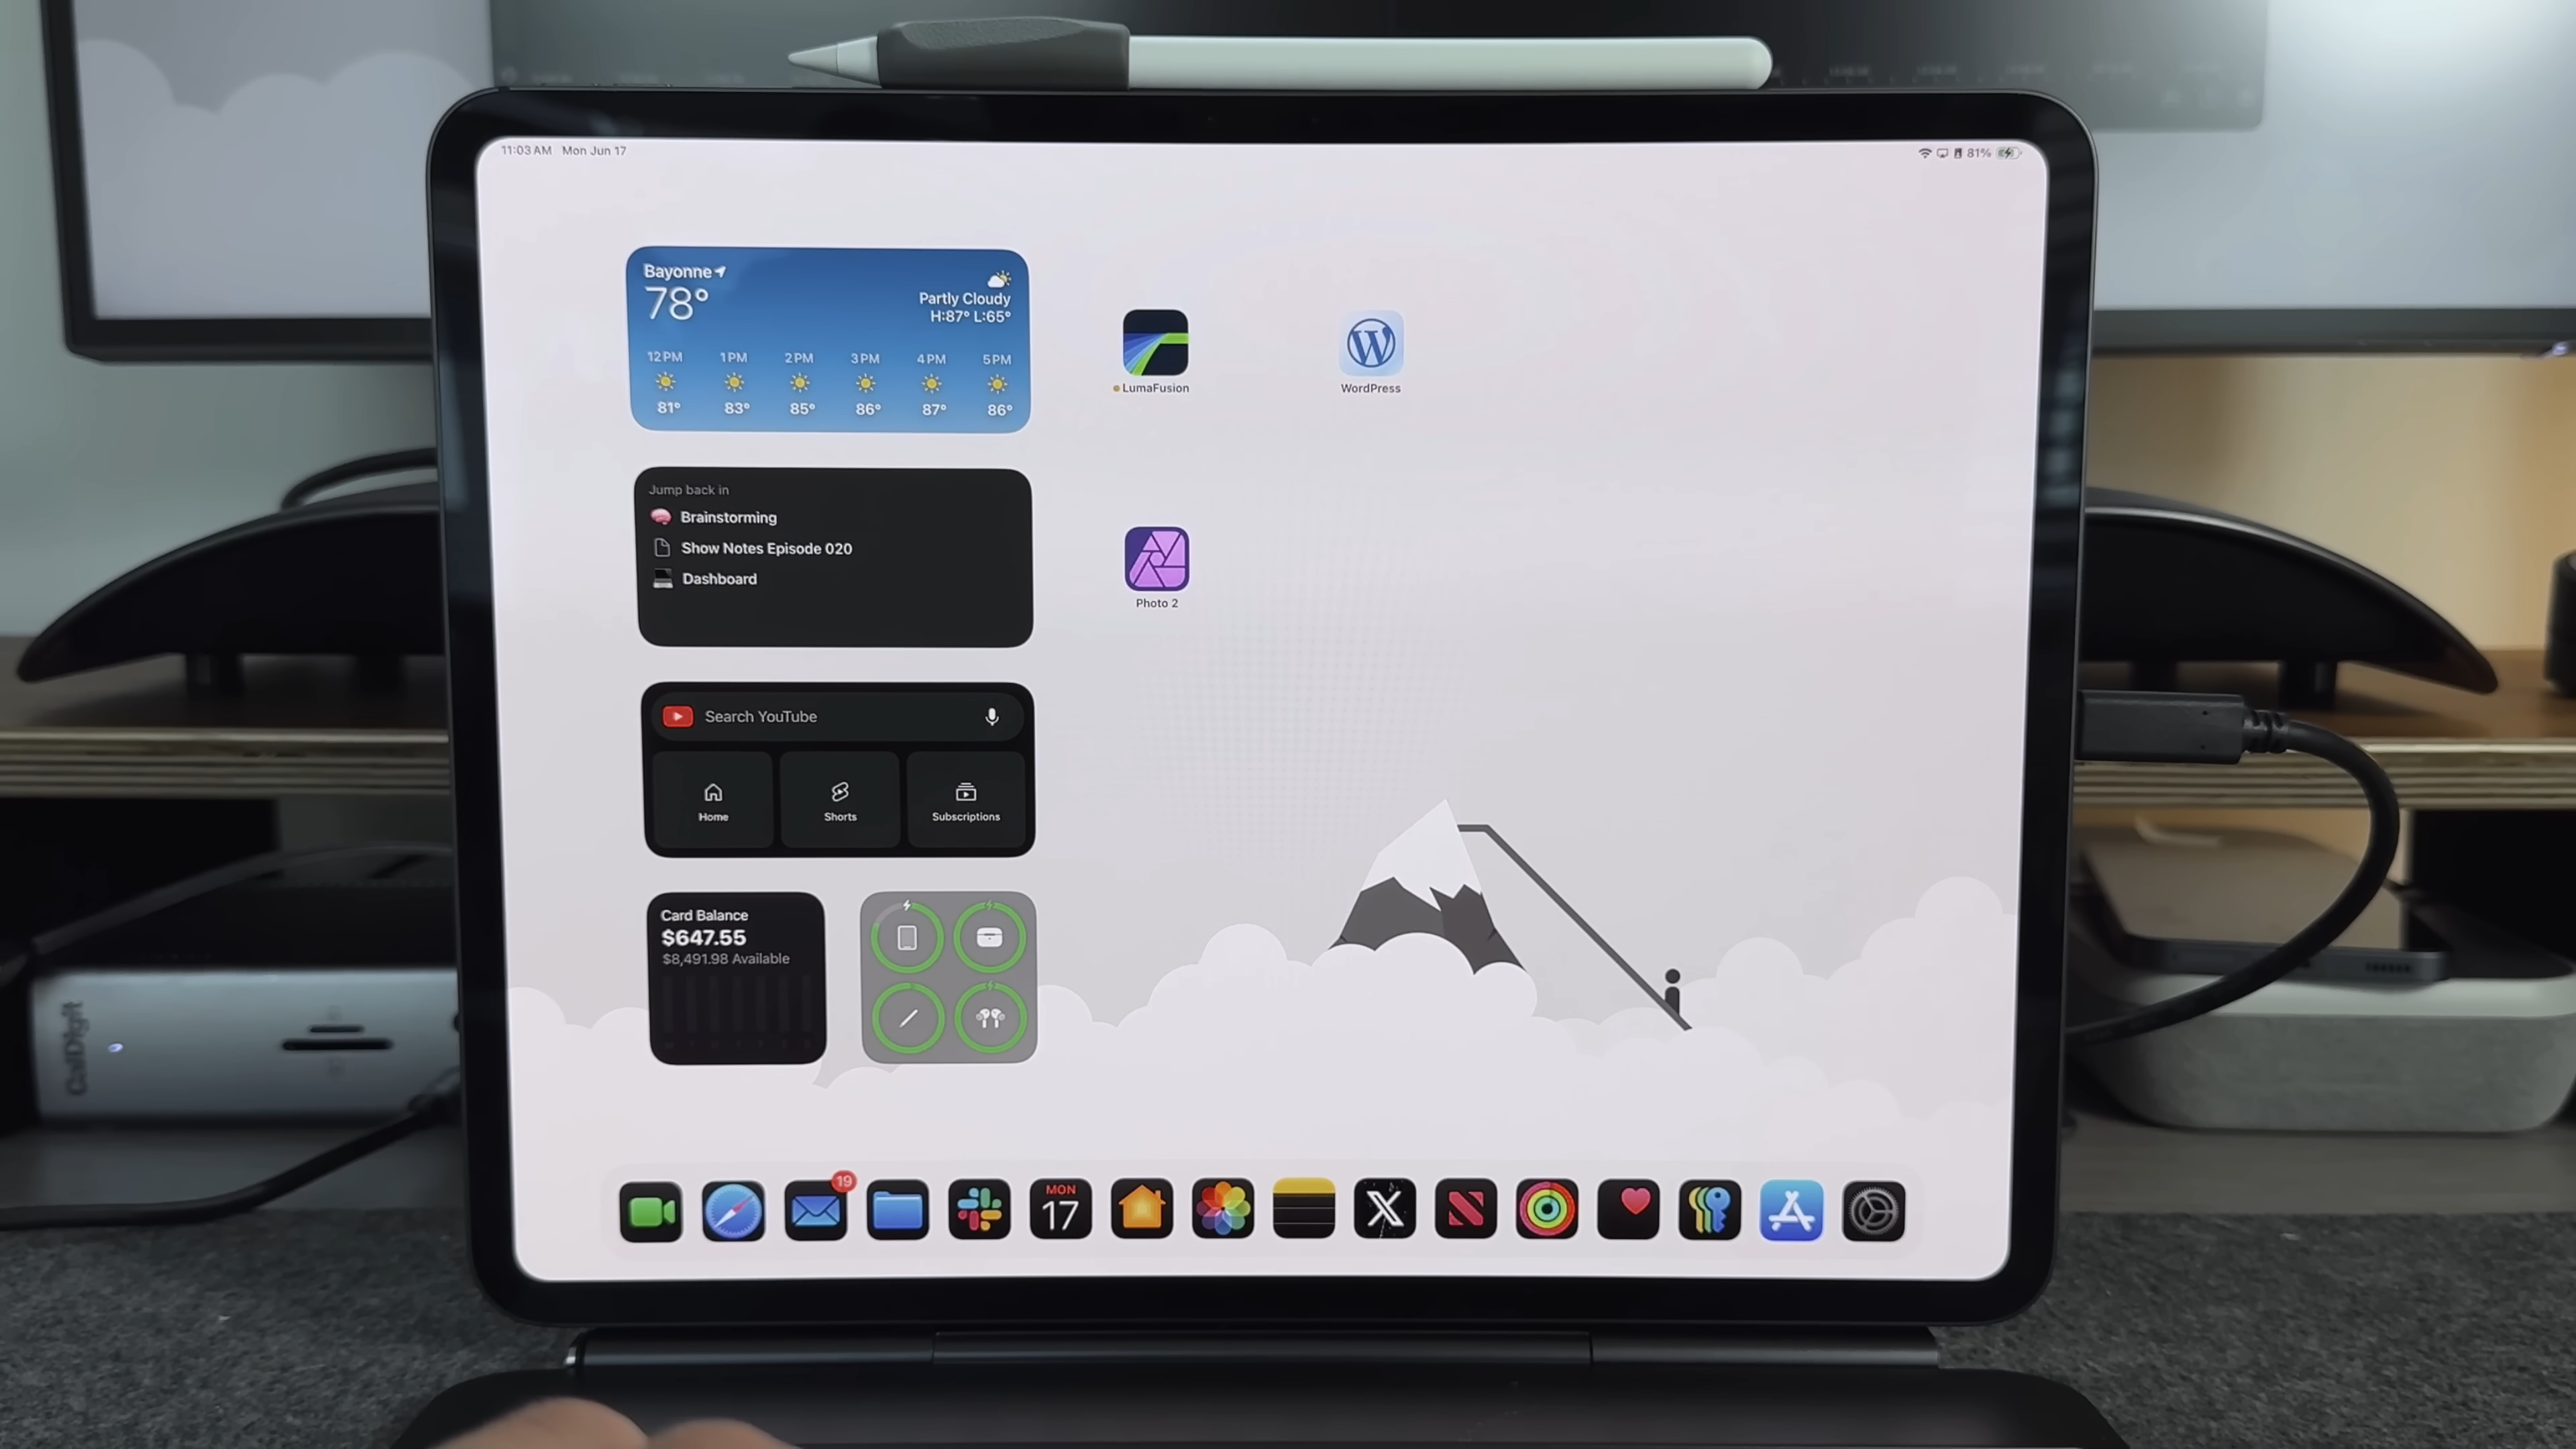 11:03 AM Mon Jun 17
81%
Bayonne
78°
Partly Cloudy
H:87° L:65°
12PM 1PM 2PM 3PM 4PM 5PM
81° 83° 85° 86° 87° 86°
LumaFusion
WordPress
Jump back in
Brainstorming
Show Notes Episode 020
Dashboard
Photo 2
Search YouTube
Home Shorts Subscriptions
Card Balance
$647.55
$8,491.98 Available
CalDigit
19
MON
17